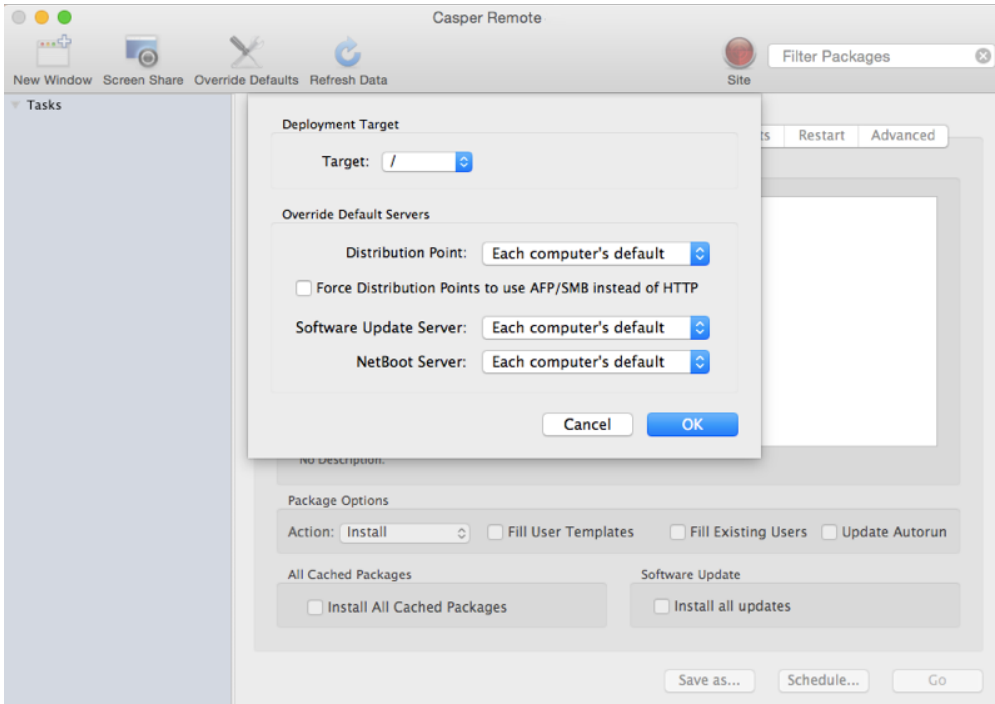 Casper Remote
New Window Screen Share Override Defaults Refresh Data Site Filter Packages
Tasks
Deployment Target
Restart Advanced
Target: /
Override Default Servers
Distribution Point: Each computer's default
Force Distribution Points to use AFP/SMB instead of HTTP
Software Update Server: Each computer's default
NetBoot Server: Each computer's default
Cancel OK
No Description.
Package Options
Action: Install Fill User Templates Fill Existing Users Update Autorun
All Cached Packages Software Update
Install All Cached Packages Install all updates
Save as... Schedule... Go